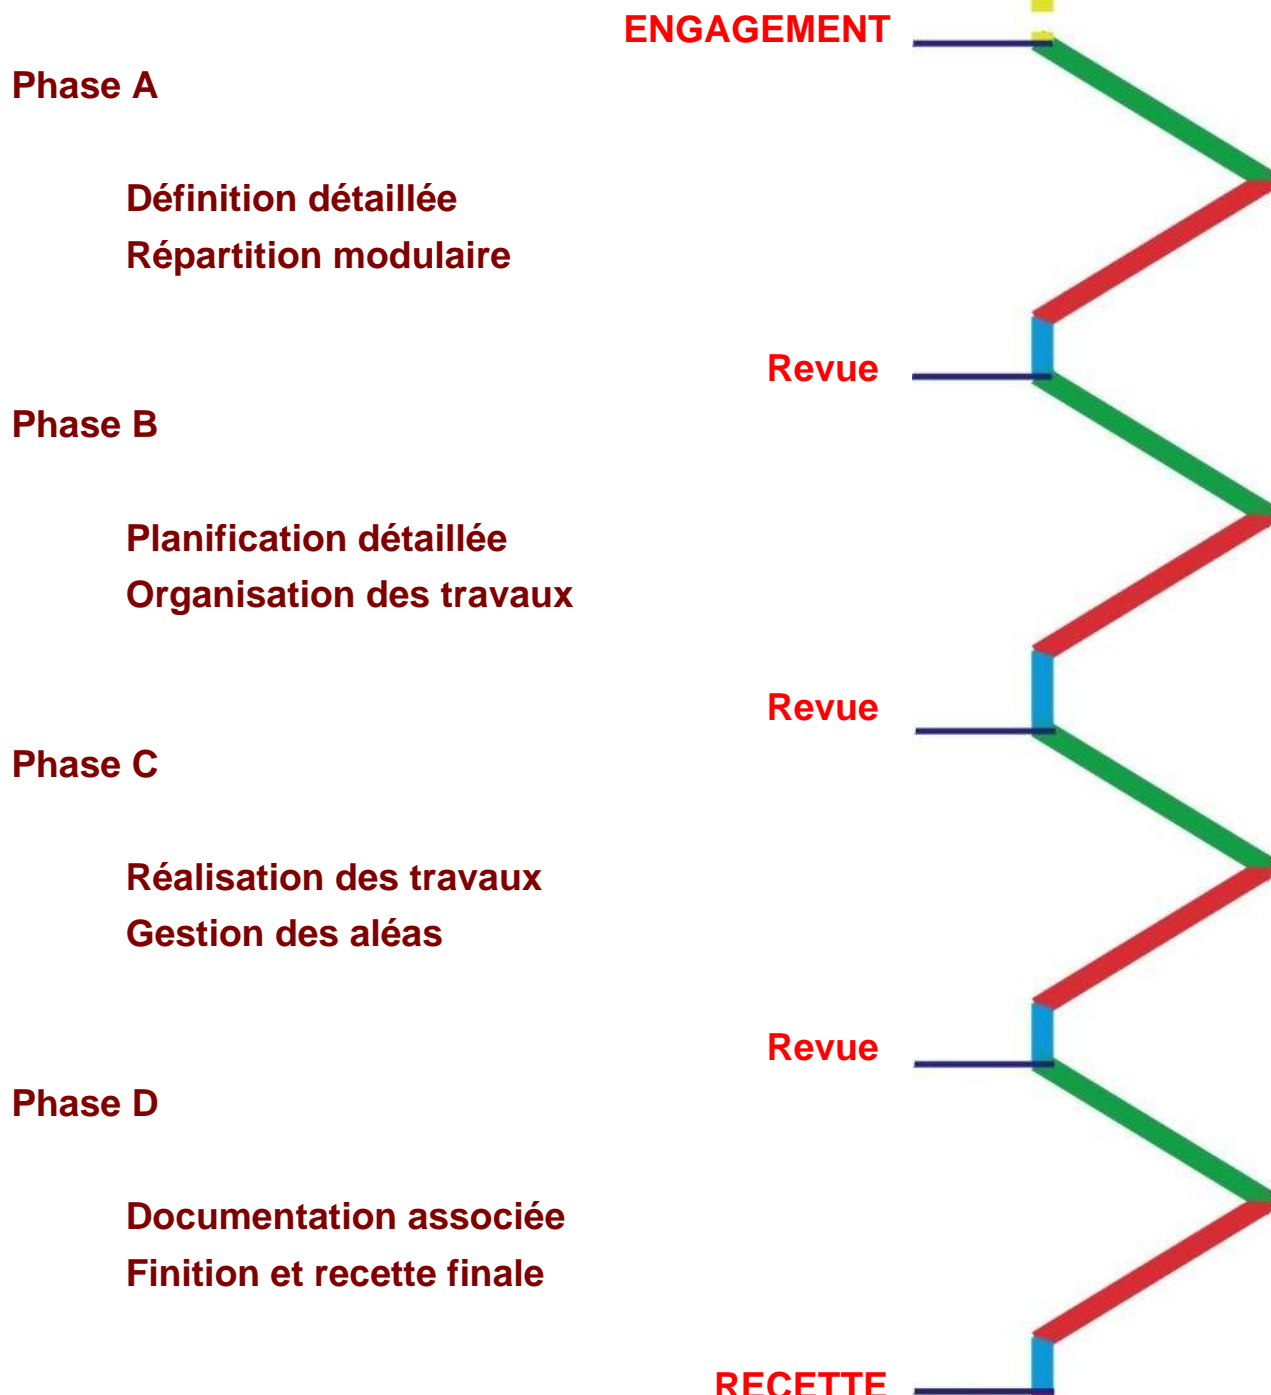 ENGAGEMENT
Phase A
Définition détaillée
Répartition modulaire
Revue
Phase B
Planification détaillée
Organisation des travaux
Revue
Phase C
Réalisation des travaux
Gestion des aléas
Revue
Phase D
Documentation associée
Finition et recette finale
RECETTE